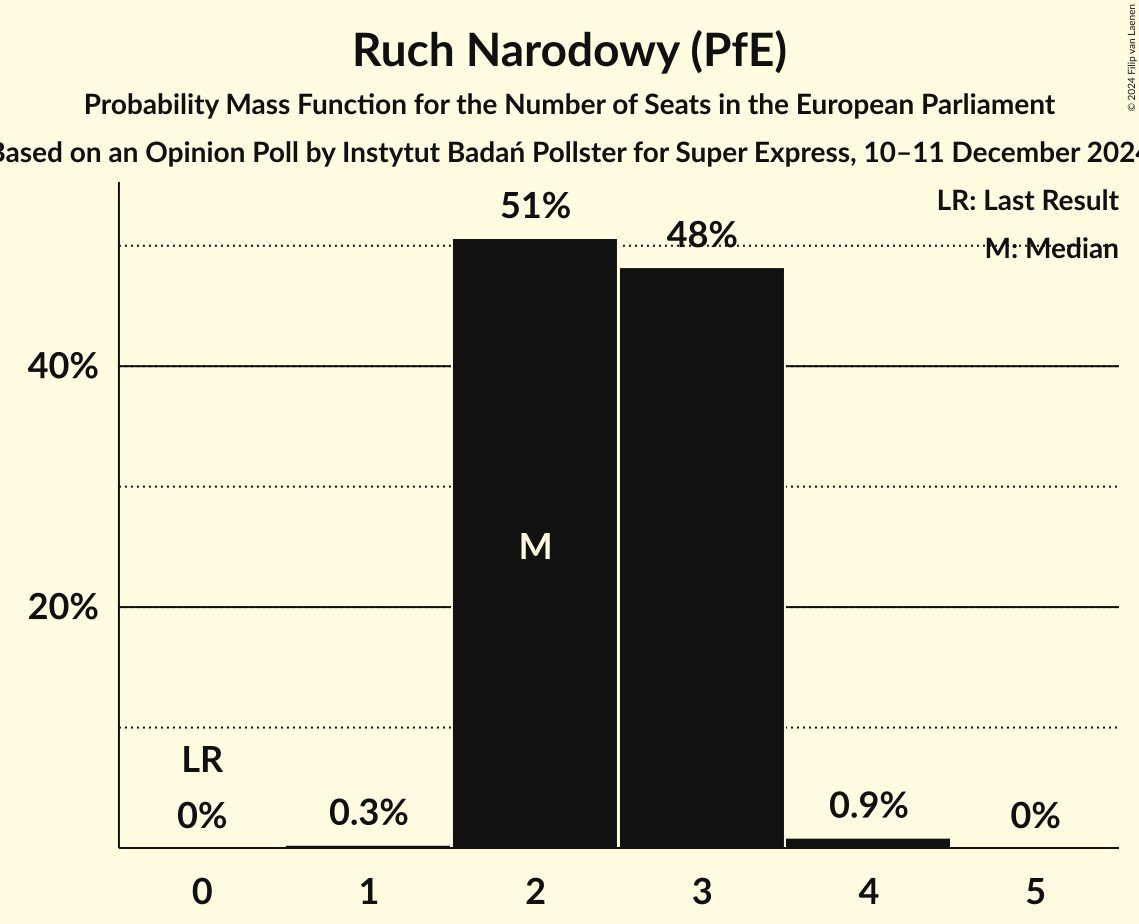 Ruch Narodowy (PfE)
Probability Mass Function for the Number of Seats in the European Parliament
Based on an Opinion Poll by Instytut Badań Pollster for Super Express, 10–11 December 2024
© 2024 Filip van Laenen
LR: Last Result
M: Median
51%
48%
40%
M
20%
LR
0%
0.3%
0.9%
0%
0 1 2 3 4 5